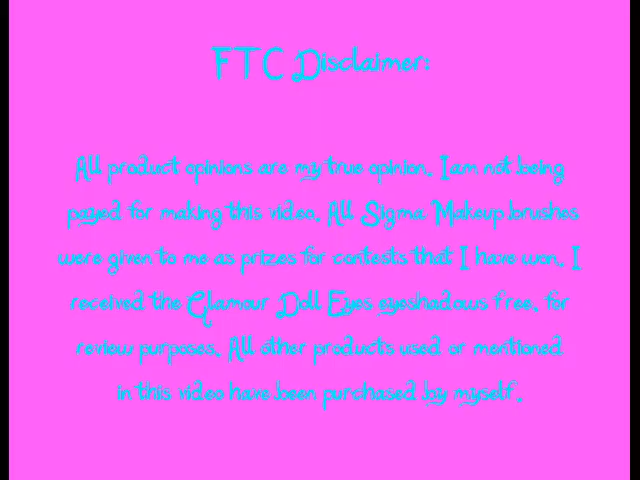 FTC Disclaimer:
All product opinions are my true opinion. I am not being
payed for making this video. All Sigma Makeup brushes
were given to me as prizes for contests that I have won. I
received the Glamour Doll Eyes eyeshadows free, for
review purposes. All other products used or mentioned
in this video have been purchased by myself.